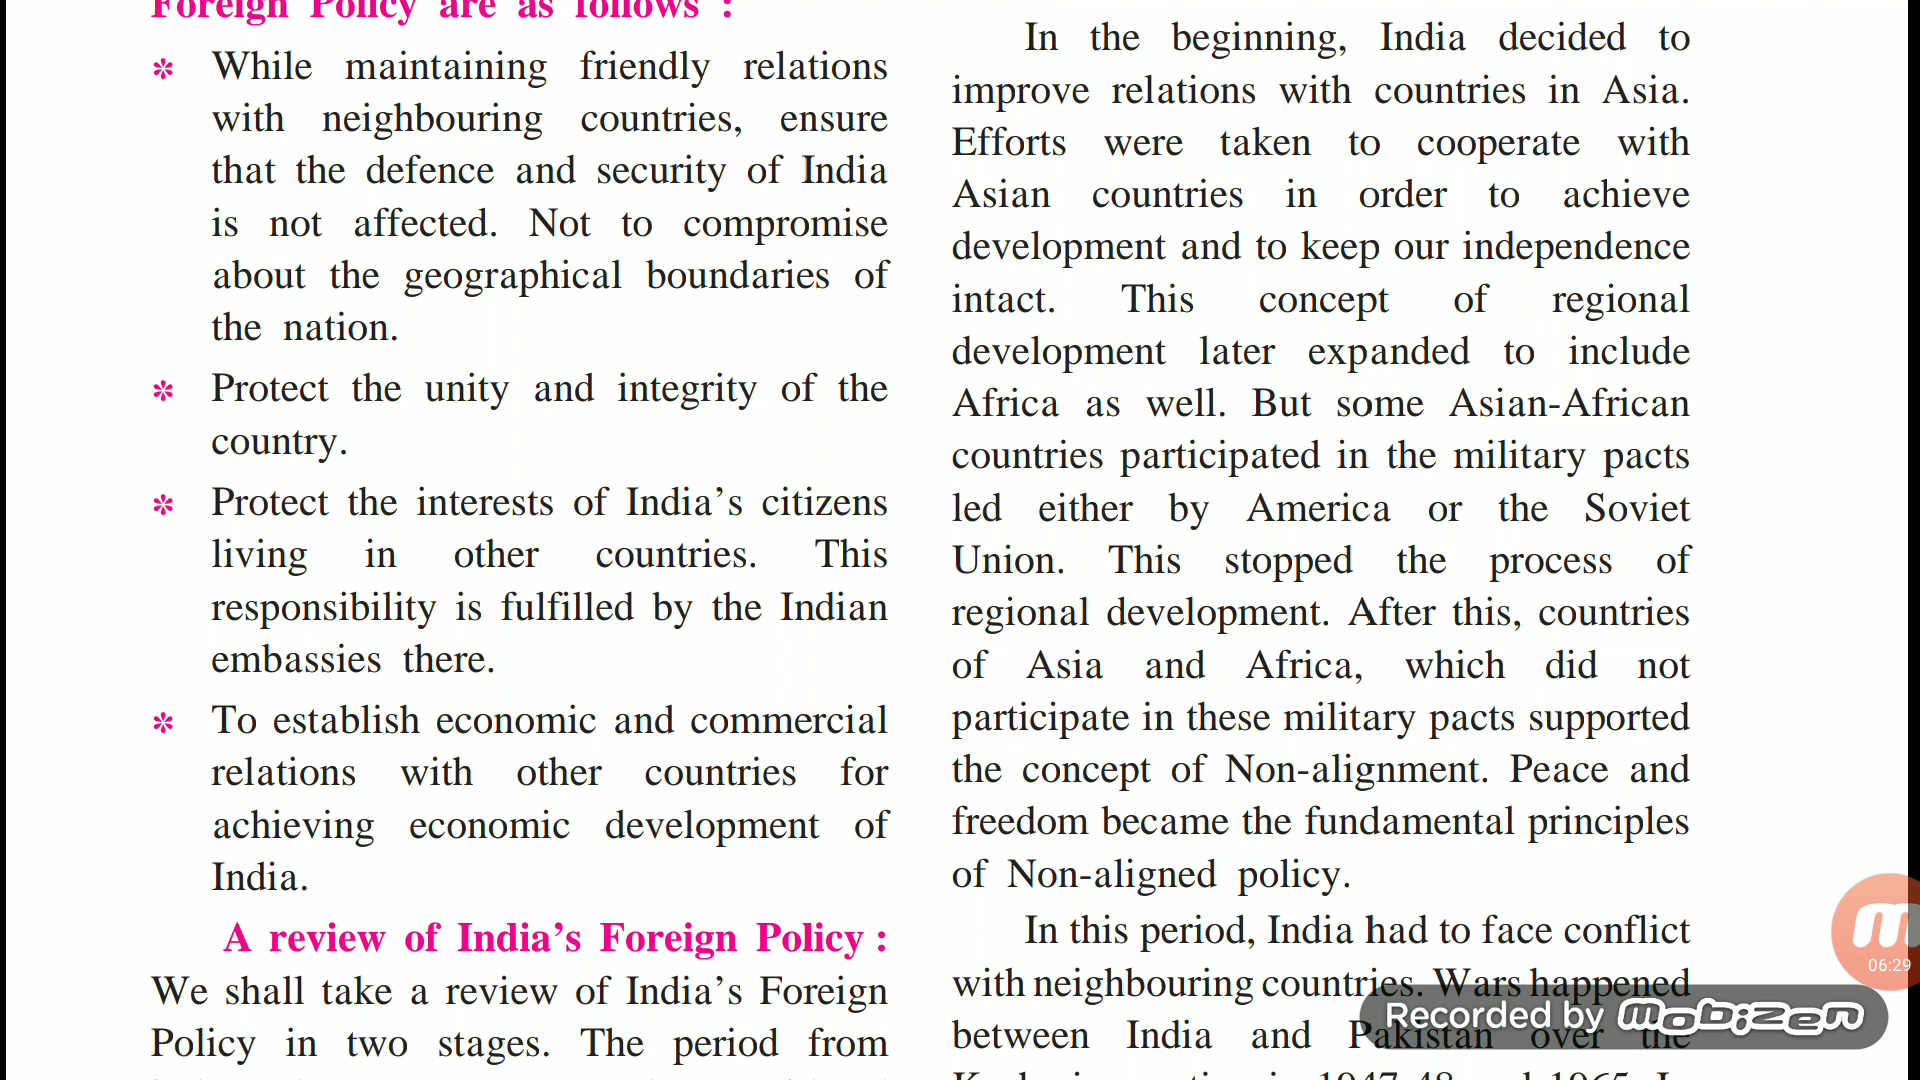 Foreign Policy are as follows :
* While maintaining friendly relations
with neighbouring countries, ensure
that the defence and security of India
is not affected. Not to compromise
about the geographical boundaries of
the nation.
* Protect the unity and integrity of the
country.
* Protect the interests of India’s citizens
living in other countries. This
responsibility is fulfilled by the Indian
embassies there.
* To establish economic and commercial
relations with other countries for
achieving economic development of
India.
A review of India’s Foreign Policy :
We shall take a review of India’s Foreign
Policy in two stages. The period from
In the beginning, India decided to
improve relations with countries in Asia.
Efforts were taken to cooperate with
Asian countries in order to achieve
development and to keep our independence
intact. This concept of regional
development later expanded to include
Africa as well. But some Asian-African
countries participated in the military pacts
led either by America or the Soviet
Union. This stopped the process of
regional development. After this, countries
of Asia and Africa, which did not
participate in these military pacts supported
the concept of Non-alignment. Peace and
freedom became the fundamental principles
of Non-aligned policy.
In this period, India had to face conflict
with neighbouring countries. Wars happened
between India and Pakistan over the
06:29
Recorded by mobizen